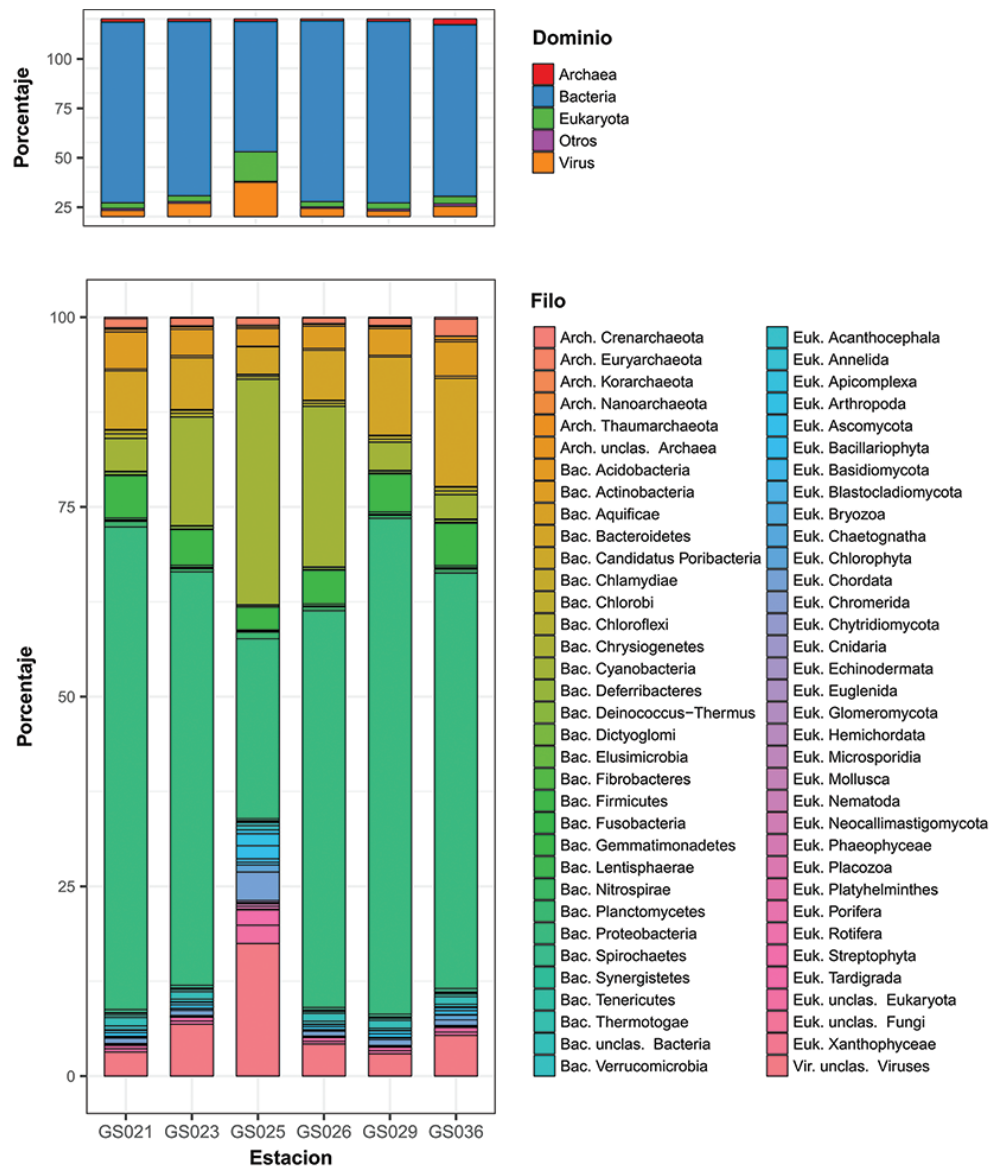 Porcentaje
100
75
50
25
Dominio
Archaea
Bacteria
Eukaryota
Otros
Virus
Porcentaje
100
75
50
25
0
GS021 GS023 GS025 GS026 GS029 GS036
Estacion
Filo
Arch. Crenarchaeota
Arch. Euryarchaeota
Arch. Korarchaeota
Arch. Nanoarchaeota
Arch. Thaumarchaeota
Arch. unclas. Archaea
Bac. Acidobacteria
Bac. Actinobacteria
Bac. Aquificae
Bac. Bacteroidetes
Bac. Candidatus Poribacteria
Bac. Chlamydiae
Bac. Chlorobi
Bac. Chloroflexi
Bac. Chrysiogenetes
Bac. Cyanobacteria
Bac. Deferribacteres
Bac. Deinococcus−Thermus
Bac. Dictyoglomi
Bac. Elusimicrobia
Bac. Fibrobacteres
Bac. Firmicutes
Bac. Fusobacteria
Bac. Gemmatimonadetes
Bac. Lentisphaerae
Bac. Nitrospirae
Bac. Planctomycetes
Bac. Proteobacteria
Bac. Spirochaetes
Bac. Synergistetes
Bac. Tenericutes
Bac. Thermotogae
Bac. unclas. Bacteria
Bac. Verrucomicrobia
Euk. Acanthocephala
Euk. Annelida
Euk. Apicomplexa
Euk. Arthropoda
Euk. Ascomycota
Euk. Bacillariophyta
Euk. Basidiomycota
Euk. Blastocladiomycota
Euk. Bryozoa
Euk. Chaetognatha
Euk. Chlorophyta
Euk. Chordata
Euk. Chromerida
Euk. Chytridiomycota
Euk. Cnidaria
Euk. Echinodermata
Euk. Euglenida
Euk. Glomeromycota
Euk. Hemichordata
Euk. Microsporidia
Euk. Mollusca
Euk. Nematoda
Euk. Neocallimastigomycota
Euk. Phaeophyceae
Euk. Placozoa
Euk. Platyhelminthes
Euk. Porifera
Euk. Rotifera
Euk. Streptophyta
Euk. Tardigrada
Euk. unclas. Eukaryota
Euk. unclas. Fungi
Euk. Xanthophyceae
Vir. unclas. Viruses